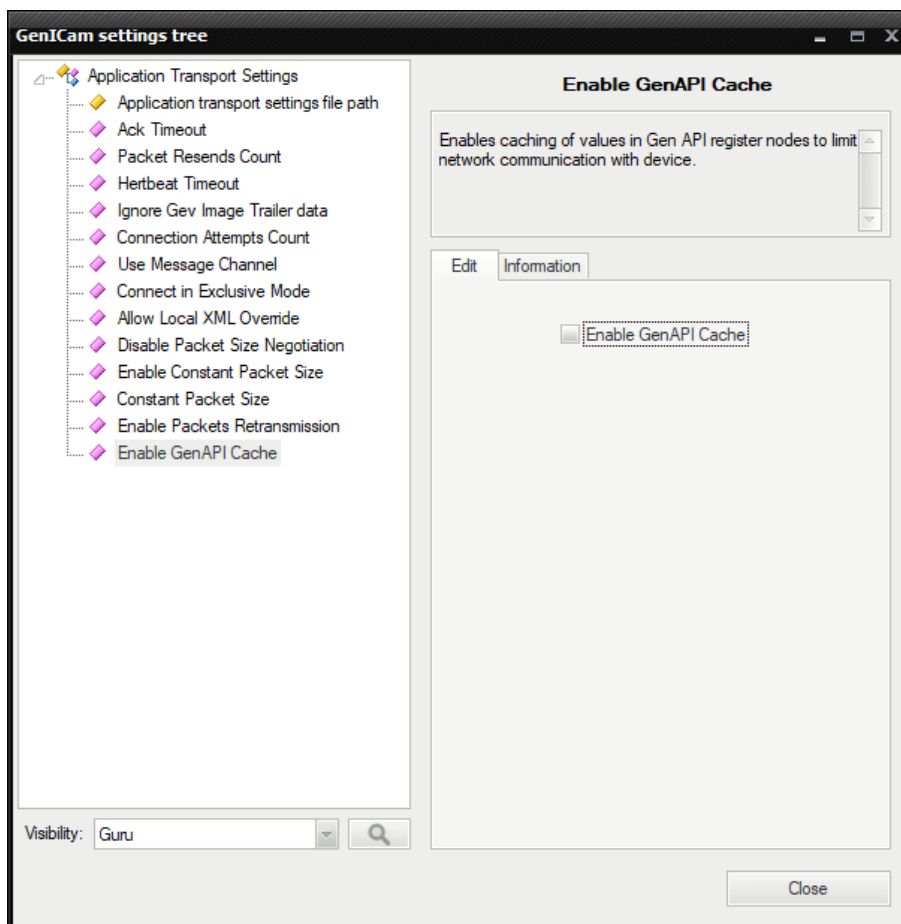 GenICam settings tree
Application Transport Settings
Application transport settings file path
Ack Timeout
Packet Resends Count
Hertbeat Timeout
Ignore Gev Image Trailer data
Connection Attempts Count
Use Message Channel
Connect in Exclusive Mode
Allow Local XML Override
Disable Packet Size Negotiation
Enable Constant Packet Size
Constant Packet Size
Enable Packets Retransmission
Enable GenAPI Cache
Visibility: Guru
Enable GenAPI Cache
Enables caching of values in Gen API register nodes to limit
network communication with device.
Edit Information
Enable GenAPI Cache
Close